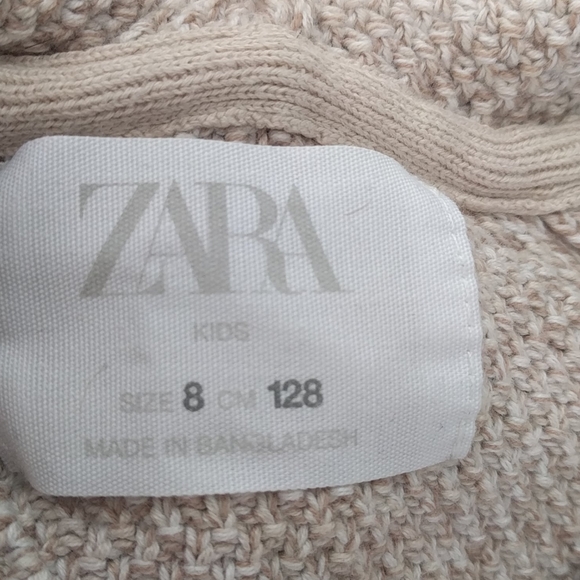 ZARA
KIDS
SIZE 8 CM 128
MADE IN BANGLADESH